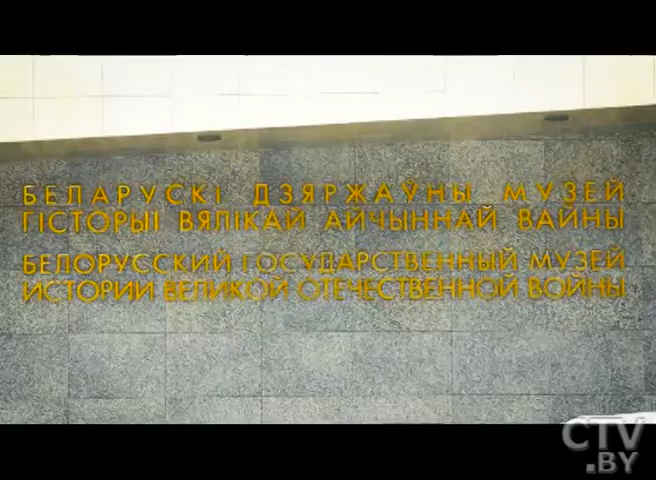 БЕЛАРУСКІ ДЗЯРЖАЎНЫ МУЗЕЙ
ГІСТОРЫІ ВЯЛІКАЙ АЙЧЫННАЙ ВАЙНЫ
БЕЛОРУССКИЙ ГОСУДАРСТВЕННЫЙ МУЗЕЙ
ИСТОРИИ ВЕЛИКОЙ ОТЕЧЕСТВЕННОЙ ВОЙНЫ
CTV
.BY